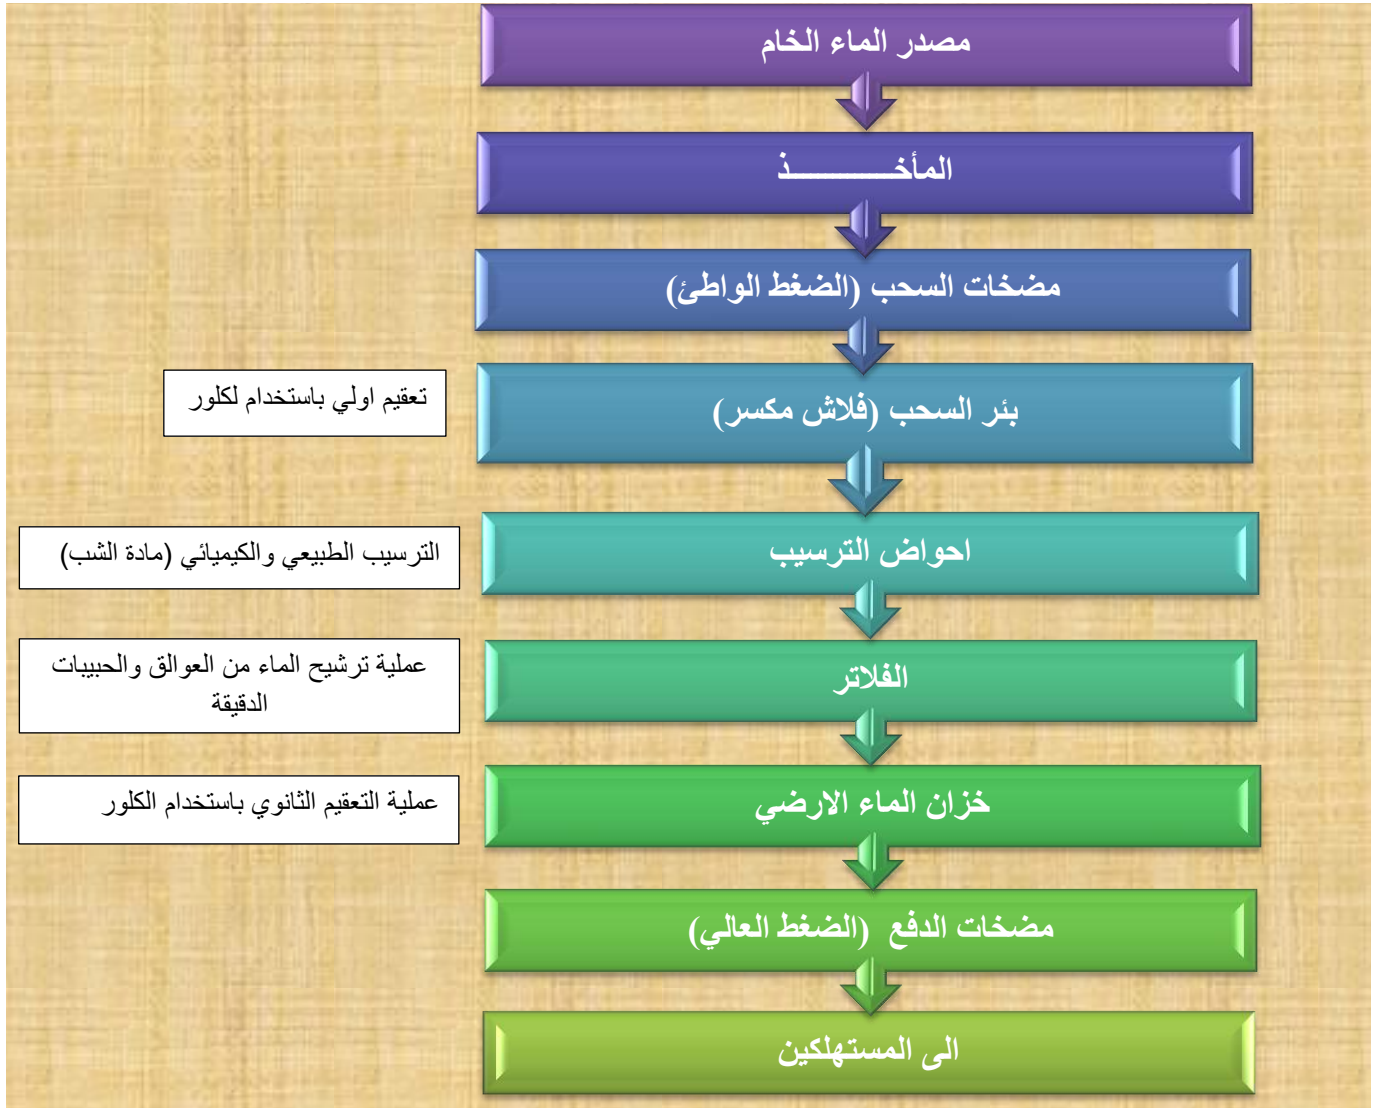 مصدر الماء الخام
المأخـــــــــــــذ
مضخات السحب (الضغط الواطئ)
بئر السحب (فلاش مكسر)
تعقيم اولي باستخدام لكلور
احواض الترسيب
الترسيب الطبيعي والكيميائي (مادة الشب)
الفلاتر
عملية ترشيح الماء من العوالق والحبيبات
الدقيقة
خزان الماء الارضي
عملية التعقيم الثانوي باستخدام الكلور
مضخات الدفع (الضغط العالي)
الى المستهلكين